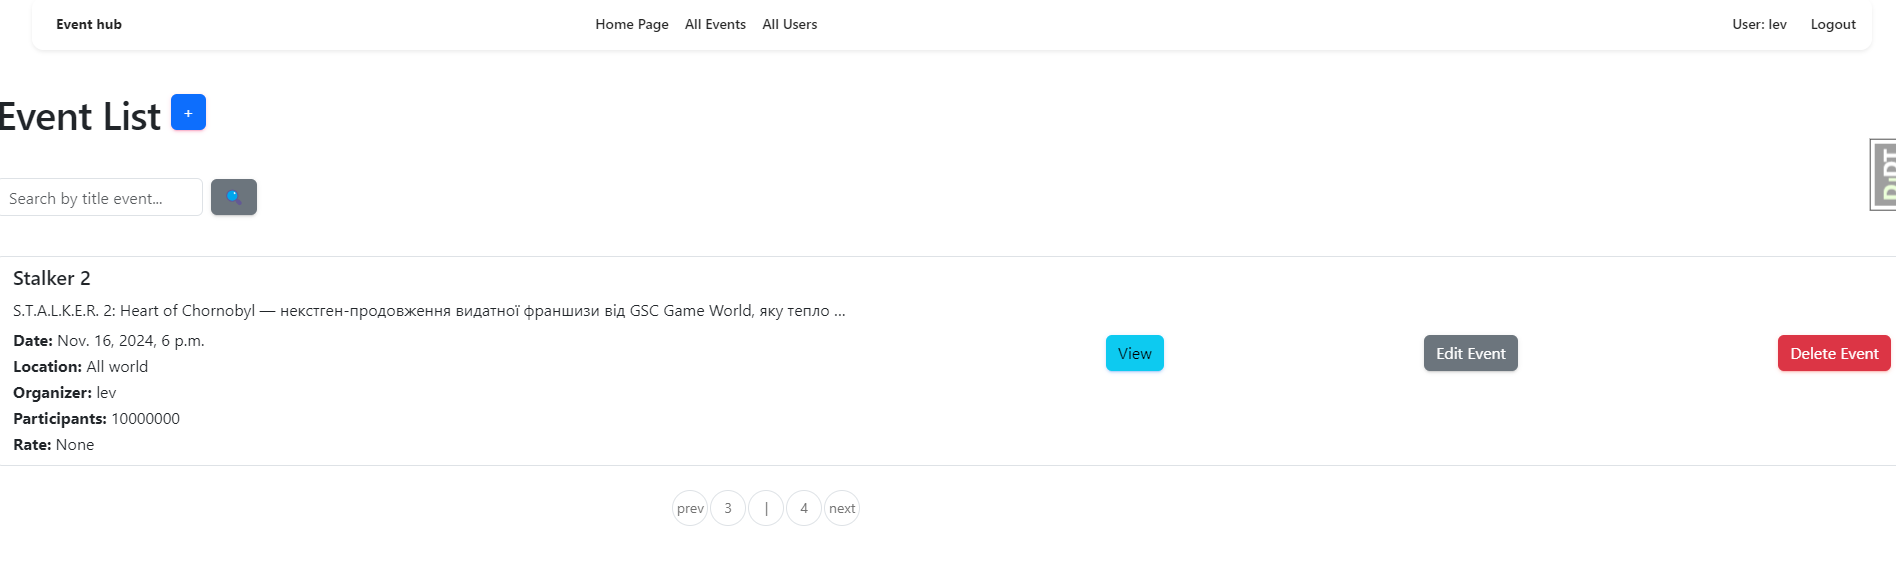 Event hub Home Page All Events All Users User: lev Logout
Event List +
DJDT
Search by title event...
Stalker 2
S.T.A.L.K.E.R. 2: Heart of Chornobyl — некстген-продовження видатної франшизи від GSC Game World, яку тепло ...
Date: Nov. 16, 2024, 6 p.m.
View Edit Event Delete Event
Location: All world
Organizer: lev
Participants: 10000000
Rate: None
prev 3 | 4 next